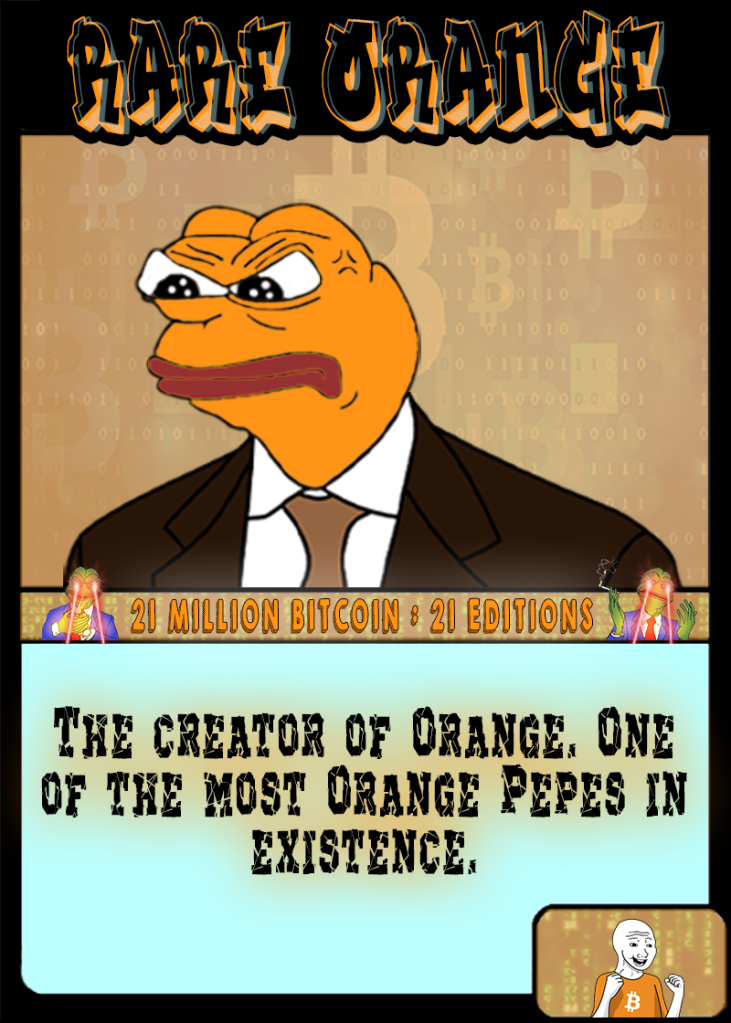 RARE ORANGE
21 MILLION BITCOIN : 21 EDITIONS
THE CREATOR OF ORANGE. ONE
OF THE MOST ORANGE PEPES IN
EXISTENCE.